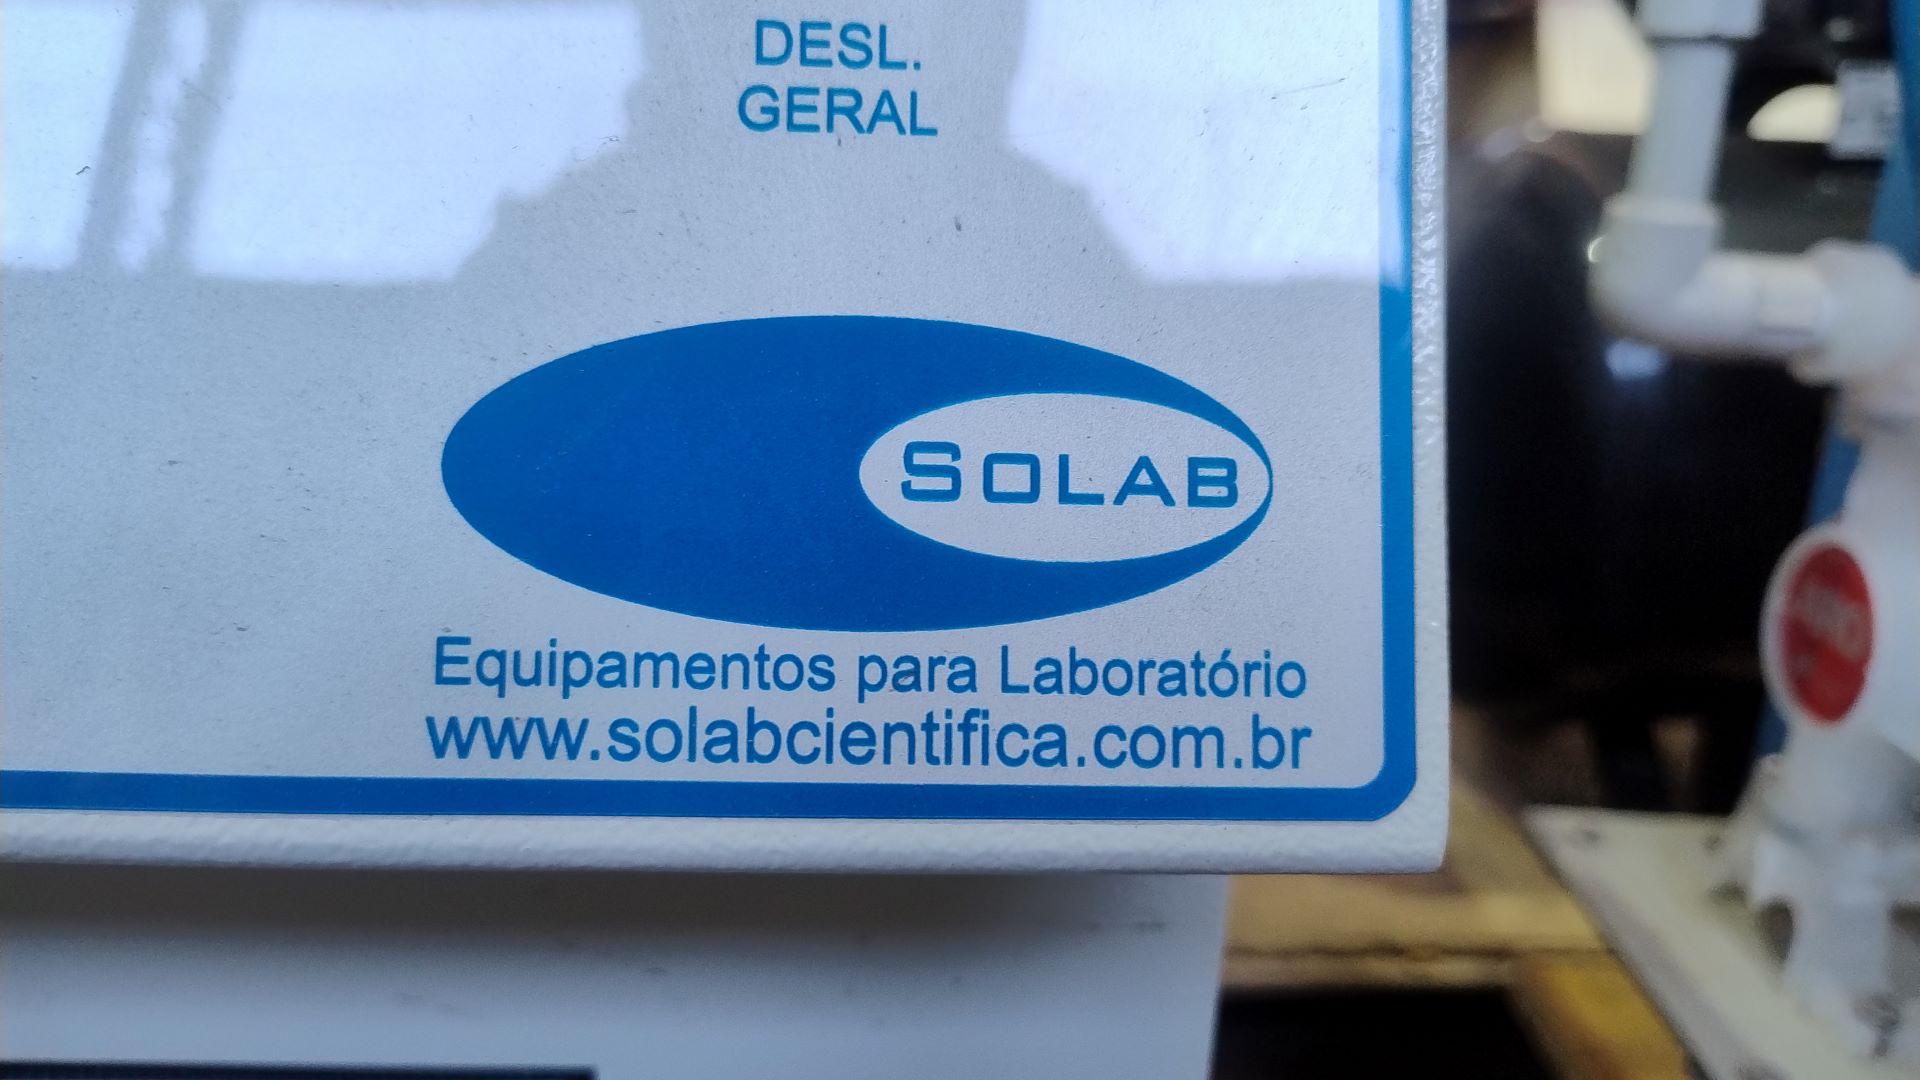 DESL.
GERAL
SOLAB
Equipamentos para Laboratório
www.solabcientifica.com.br